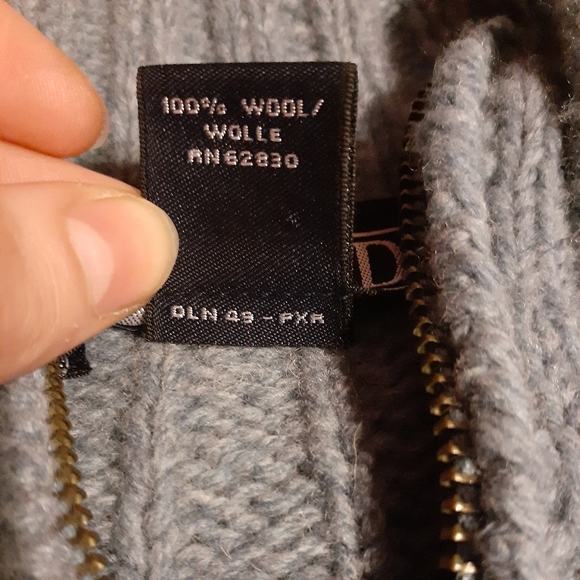 100% WOOL/
WOLLE
RN62830
D
DLN 49 - PXR